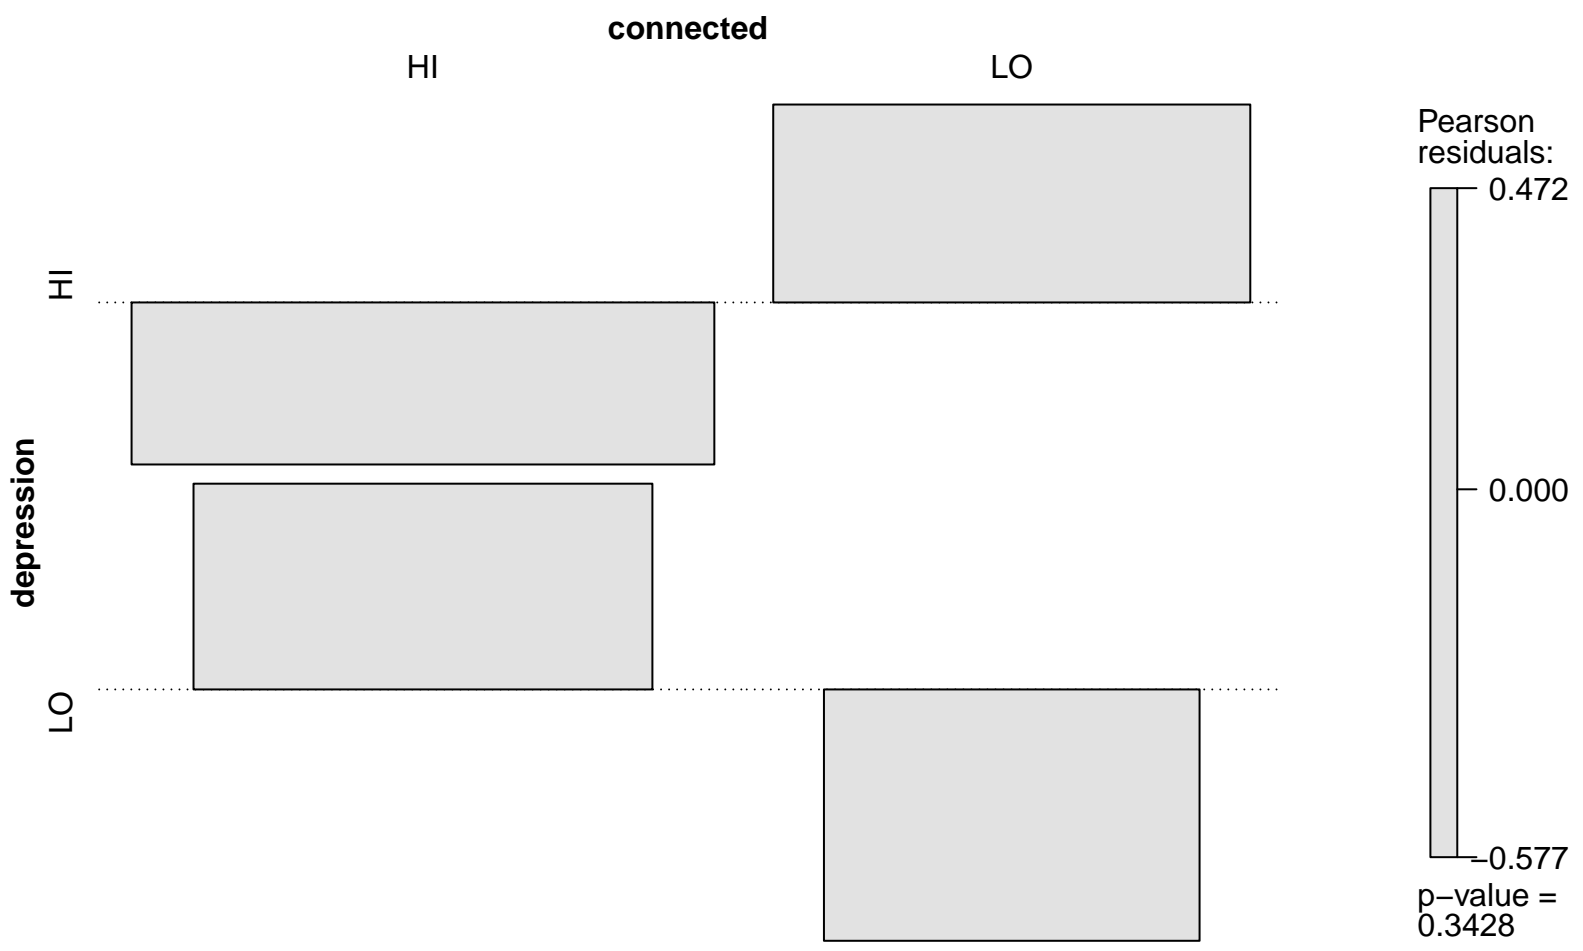 connected
HI
LO
depression
HI
LO
Pearson
residuals:
0.472
0.000
−0.577
p−value =
0.3428